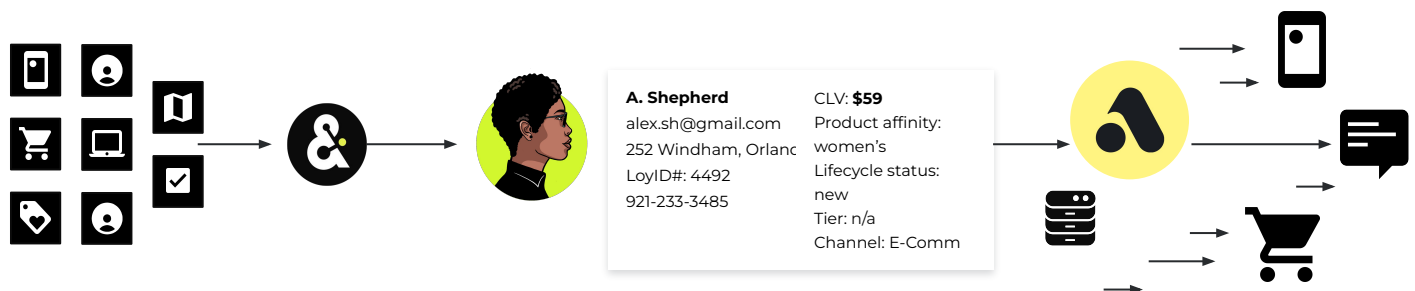 A. Shepherd
alex.sh@gmail.com
252 Windham, Orlanc
LoyID#: 4492
921-233-3485
CLV: $59
Product affinity:
women's
Lifecycle status:
new
Tier: n/a
Channel: E-Comm